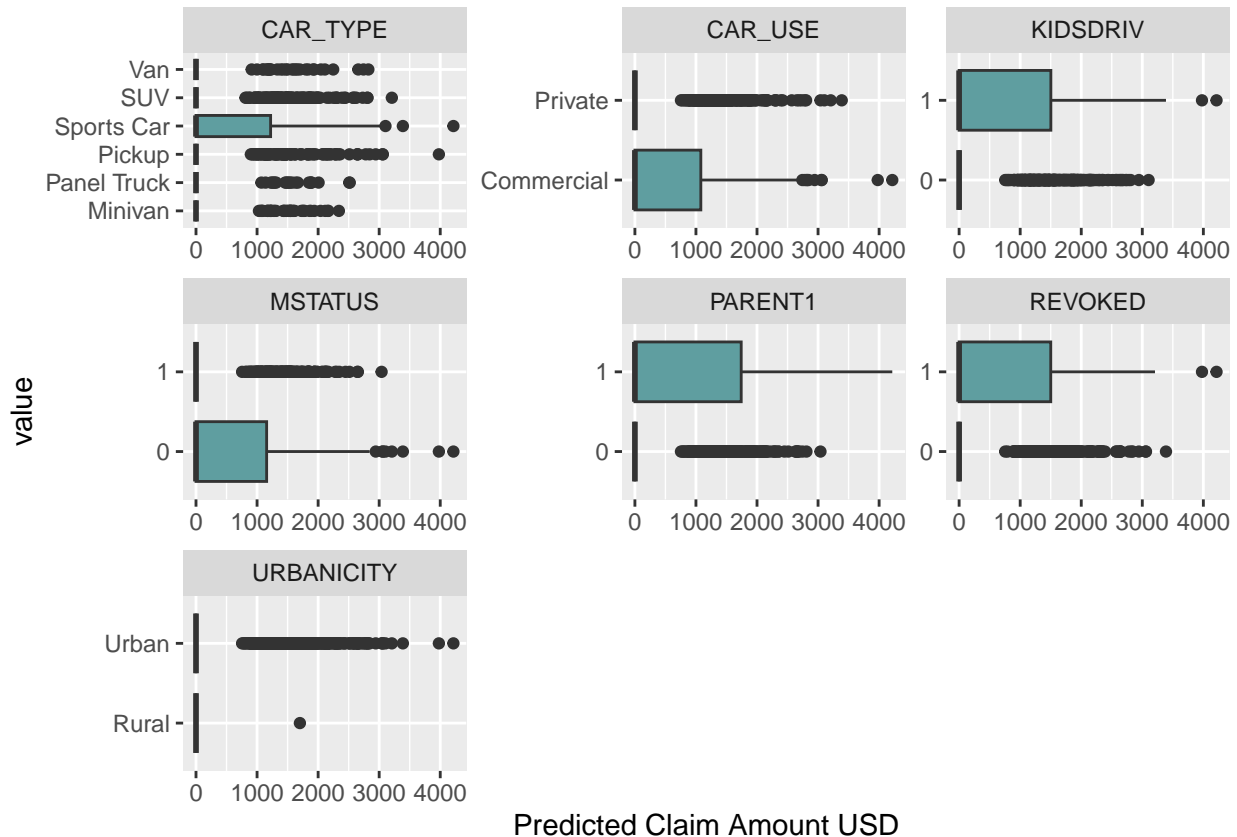 CAR_TYPE
Van
SUV
Sports Car
Pickup
Panel Truck
Minivan
0 1000 2000 3000 4000
CAR_USE
Private
Commercial
0 1000 2000 3000 4000
KIDSDRIV
1
0
0 1000 2000 3000 4000
MSTATUS
1
0
0 1000 2000 3000 4000
PARENT1
1
0
0 1000 2000 3000 4000
REVOKED
1
0
0 1000 2000 3000 4000
URBANICITY
Urban
Rural
0 1000 2000 3000 4000
value
Predicted Claim Amount USD